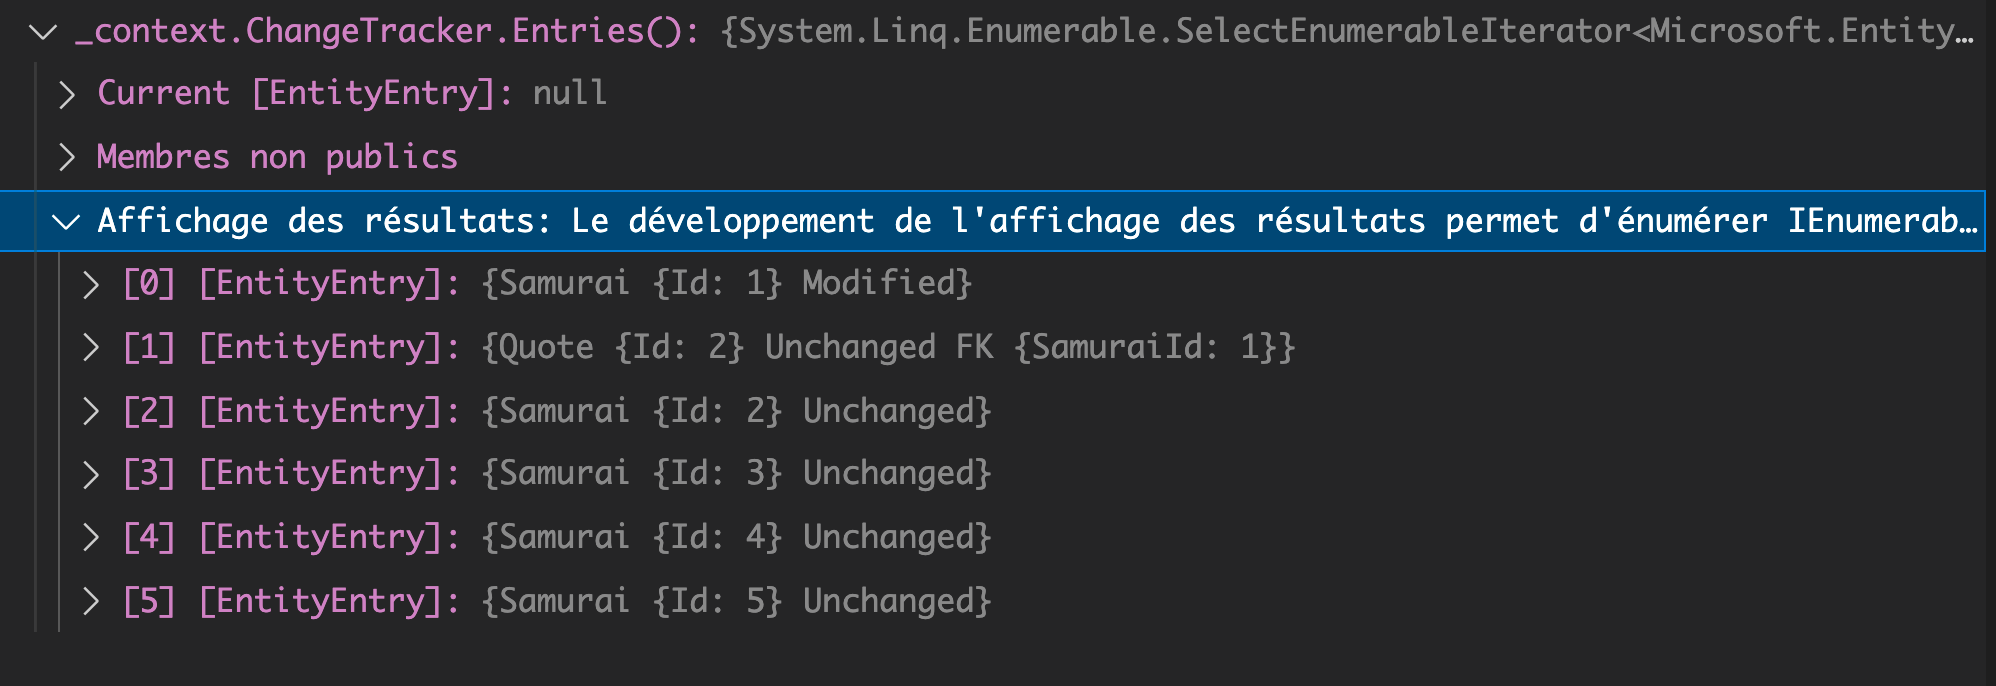 _context.ChangeTracker.Entries(): {System.Linq.Enumerable.SelectEnumerableIterator<Microsoft.Entity…
Current [EntityEntry]: null
Membres non publics
Affichage des résultats: Le développement de l'affichage des résultats permet d'énumérer IEnumerab…
[0] [EntityEntry]: {Samurai {Id: 1} Modified}
[1] [EntityEntry]: {Quote {Id: 2} Unchanged FK {SamuraiId: 1}}
[2] [EntityEntry]: {Samurai {Id: 2} Unchanged}
[3] [EntityEntry]: {Samurai {Id: 3} Unchanged}
[4] [EntityEntry]: {Samurai {Id: 4} Unchanged}
[5] [EntityEntry]: {Samurai {Id: 5} Unchanged}